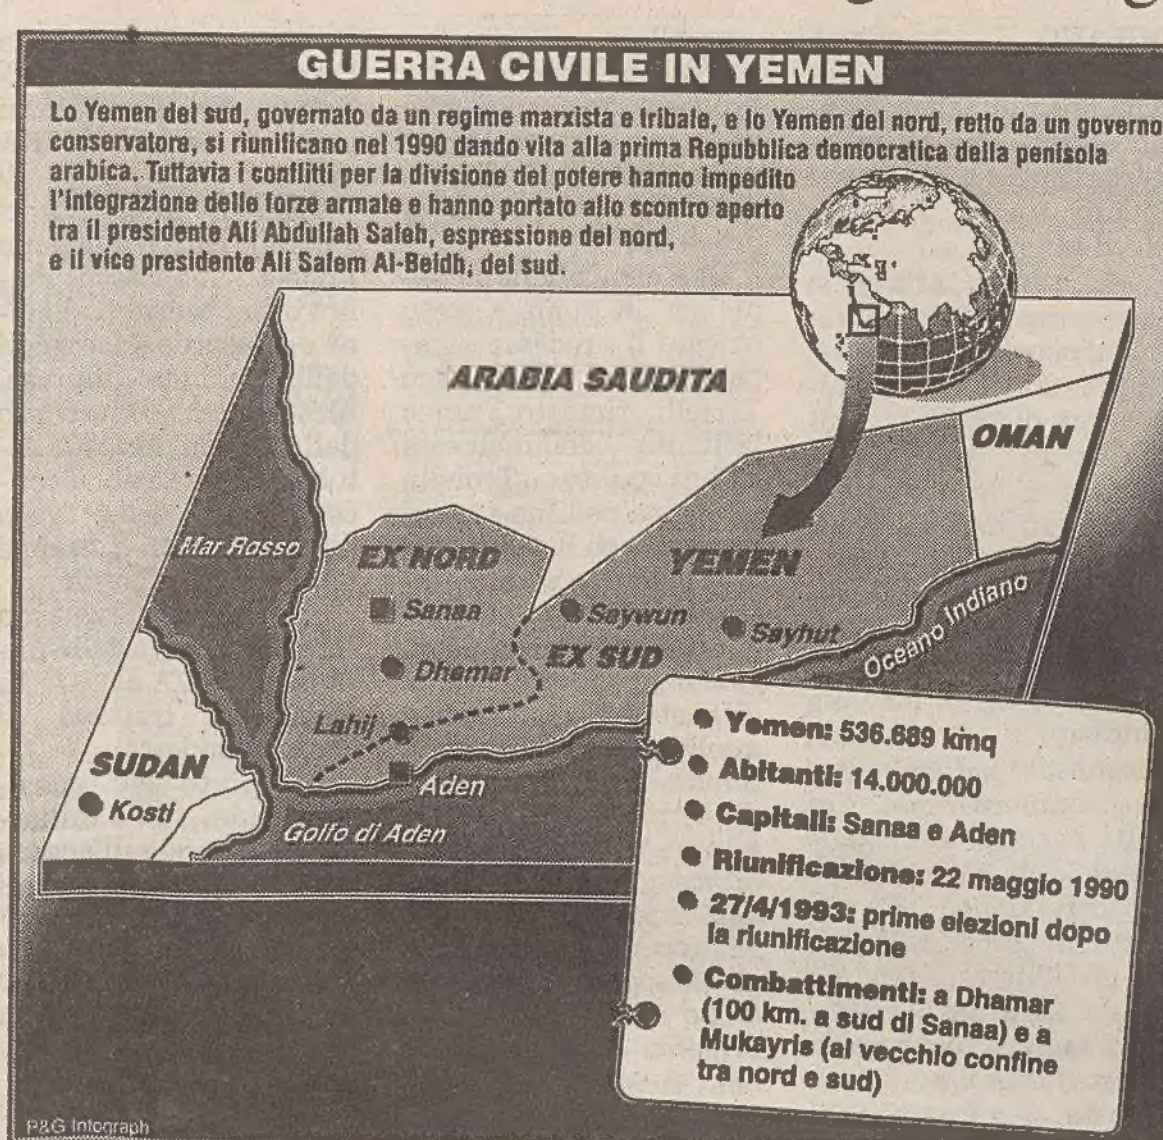 GUERRA CIVILE IN YEMEN
Lo Yemen del sud, governato da un regime marxista e tribale, e lo Yemen del nord, retto da un governo
conservatore, si riunificano nel 1990 dando vita alla prima Repubblica democratica della penisola
arabica. Tuttavia i conflitti per la divisione del potere hanno impedito
l'integrazione delle forze armate e hanno portato allo scontro aperto
tra il presidente Ali Abdullah Saleh, espressione del nord,
e il vice presidente Ali Salem Al-Beidh, del sud.
ARABIA SAUDITA
OMAN
Mar Rosso
EX NORD
YEMEN
Sanaa
Saywun
Sayhut
Oceano Indiano
Dhamar
EX SUD
Lahij
SUDAN
Aden
Kosti
Golfo di Aden
Yemen: 536.689 kmq
Abitanti: 14.000.000
Capitali: Sanaa e Aden
Riunificazione: 22 maggio 1990
27/4/1993: prime elezioni dopo
la riunificazione
Combattimenti: a Dhamar
(100 km. a sud di Sanaa) e a
Mukayris (al vecchio confine
tra nord e sud)
P&G Infograph